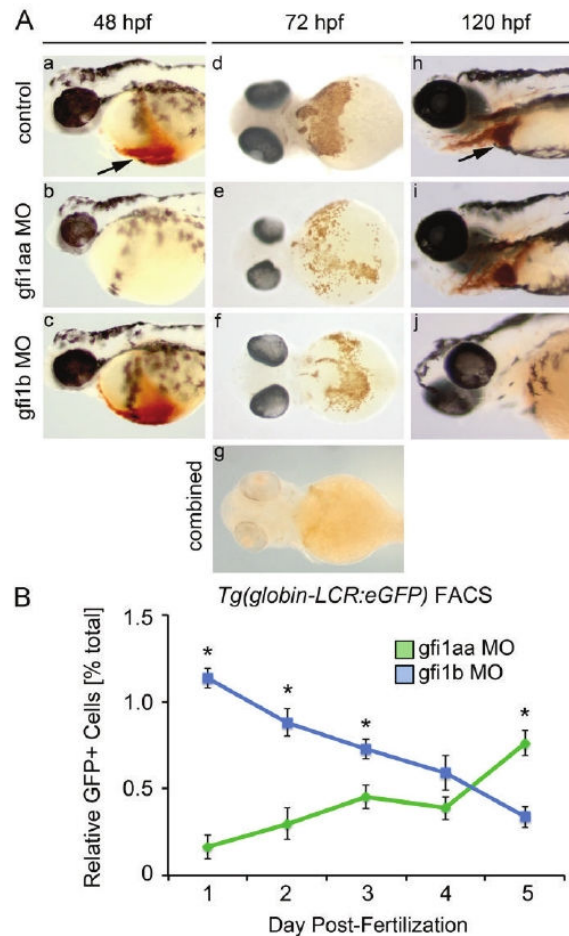 A
48 hpf
72 hpf
120 hpf
control
a
d
h
gfi1aa MO
b
e
i
gfi1b MO
c
f
j
combined
g
B
Tg(globin-LCR:eGFP) FACS
Relative GFP+ Cells [% total]
1.5
1.0
0.5
0
gfi1aa MO
gfi1b MO
* * * *
1 2 3 4 5
Day Post-Fertilization